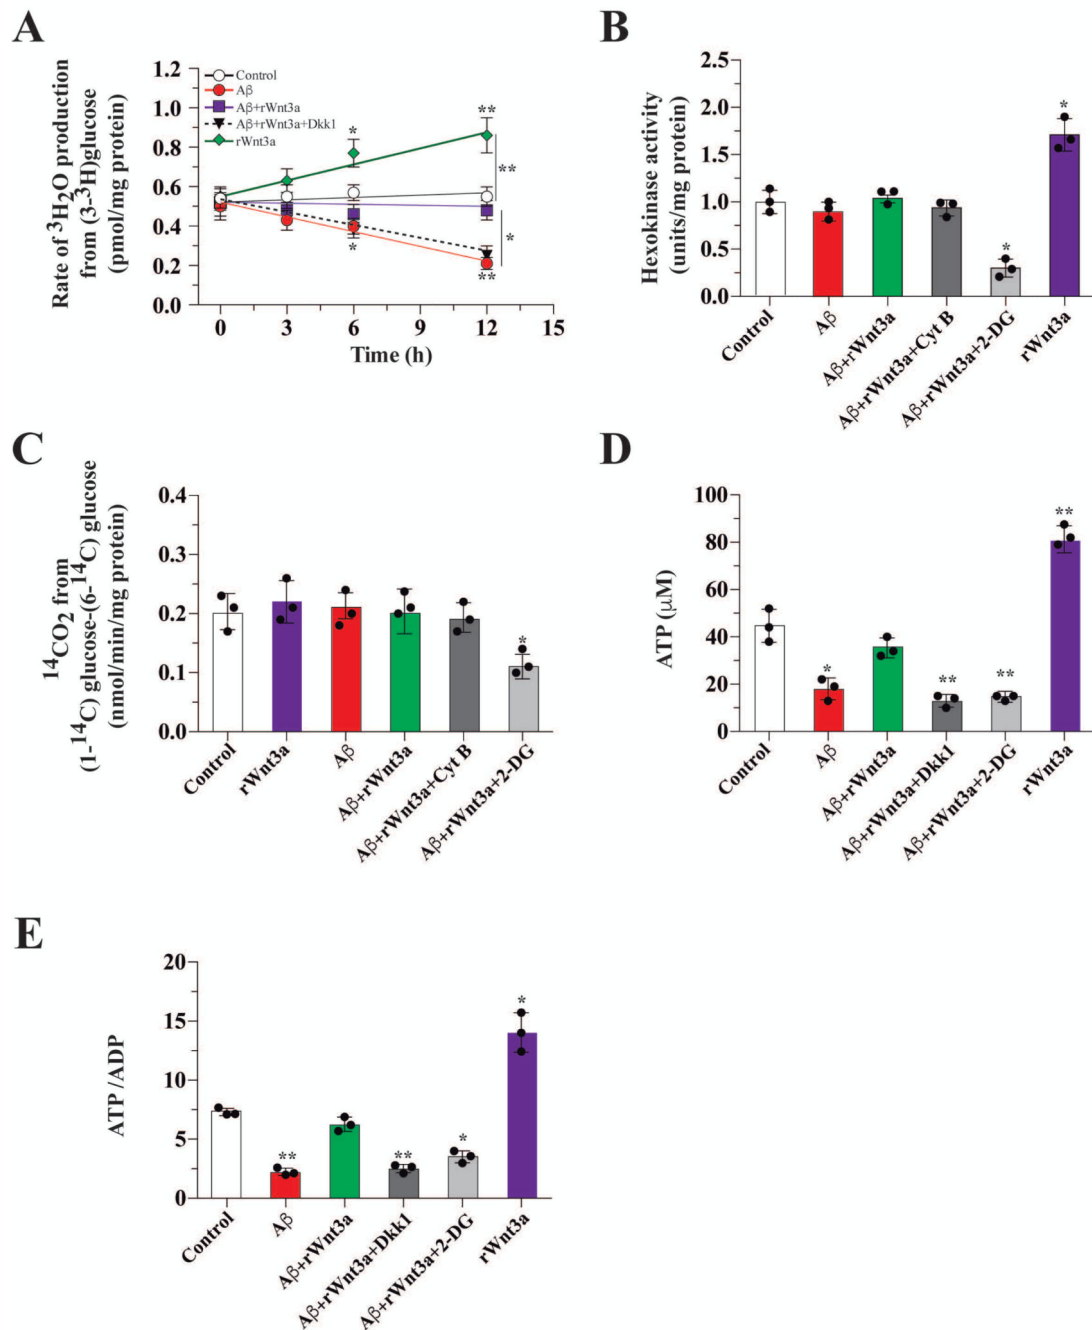 A
Rate of ³H₂O production
from (3-³H)glucose
(pmol/mg protein)
1.2
1.0
0.8
0.6
0.4
0.2
0.0
Control
Aβ
Aβ+rWnt3a
Aβ+rWnt3a+Dkk1
rWnt3a
*
**
**
*
*
**
0 3 6 9 12 15
Time (h)
B
Hexokinase activity
(units/mg protein)
2.5
2.0
1.5
1.0
0.5
0.0
*
*
Control
Aβ
Aβ+rWnt3a
Aβ+rWnt3a+Cyt B
Aβ+rWnt3a+2-DG
rWnt3a
C
¹⁴CO₂ from
(1-¹⁴C) glucose-(6-¹⁴C) glucose
(nmol/min/mg protein)
0.4
0.3
0.2
0.1
0.0
*
Control
rWnt3a
Aβ
Aβ+rWnt3a
Aβ+rWnt3a+Cyt B
Aβ+rWnt3a+2-DG
D
ATP (μM)
100
80
60
40
20
0
*
**
**
**
Control
Aβ
Aβ+rWnt3a
Aβ+rWnt3a+Dkk1
Aβ+rWnt3a+2-DG
rWnt3a
E
ATP /ADP
20
15
10
5
0
**
**
*
*
Control
Aβ
Aβ+rWnt3a
Aβ+rWnt3a+Dkk1
Aβ+rWnt3a+2-DG
rWnt3a